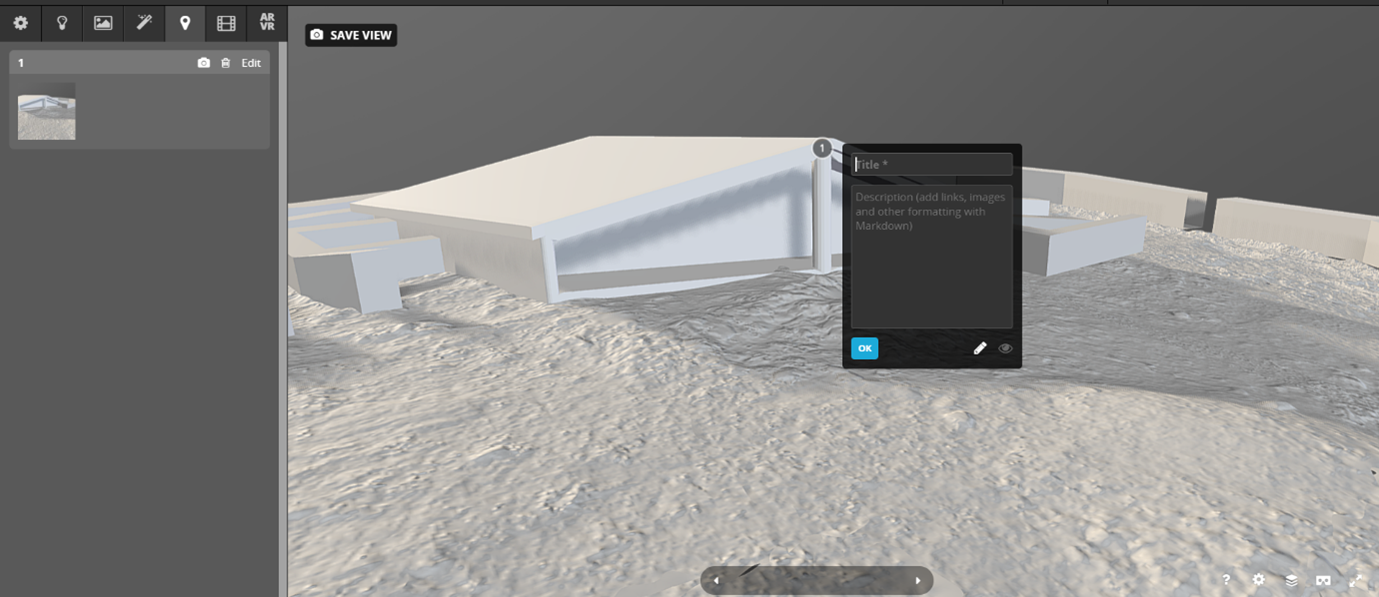 AR
VR
SAVE VIEW
1
Edit
1
Title *
Description (add links, images
and other formatting with
Markdown)
OK
?